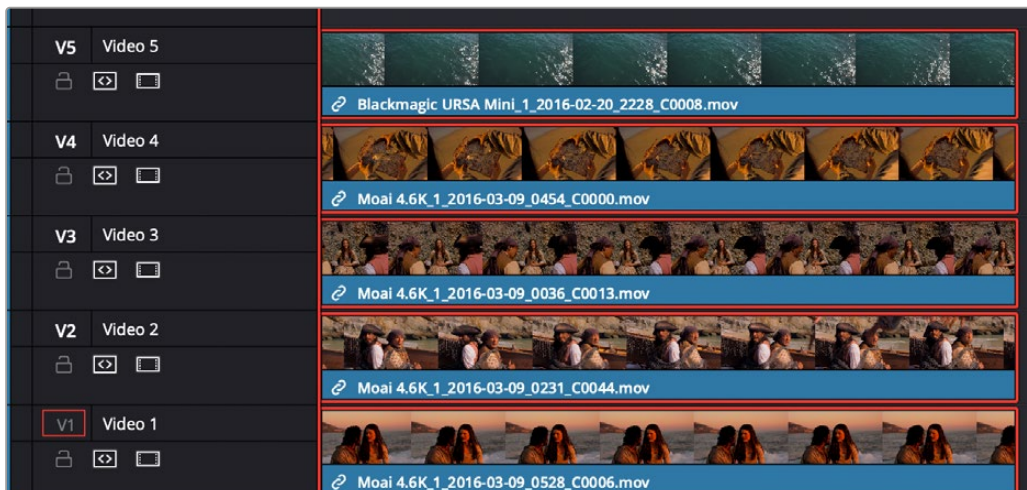 V5 Video 5
Blackmagic URSA Mini_1_2016-02-20_2228_C0008.mov
V4 Video 4
Moai 4.6K_1_2016-03-09_0454_C0000.mov
V3 Video 3
Moai 4.6K_1_2016-03-09_0036_C0013.mov
V2 Video 2
Moai 4.6K_1_2016-03-09_0231_C0044.mov
V1 Video 1
Moai 4.6K_1_2016-03-09_0528_C0006.mov